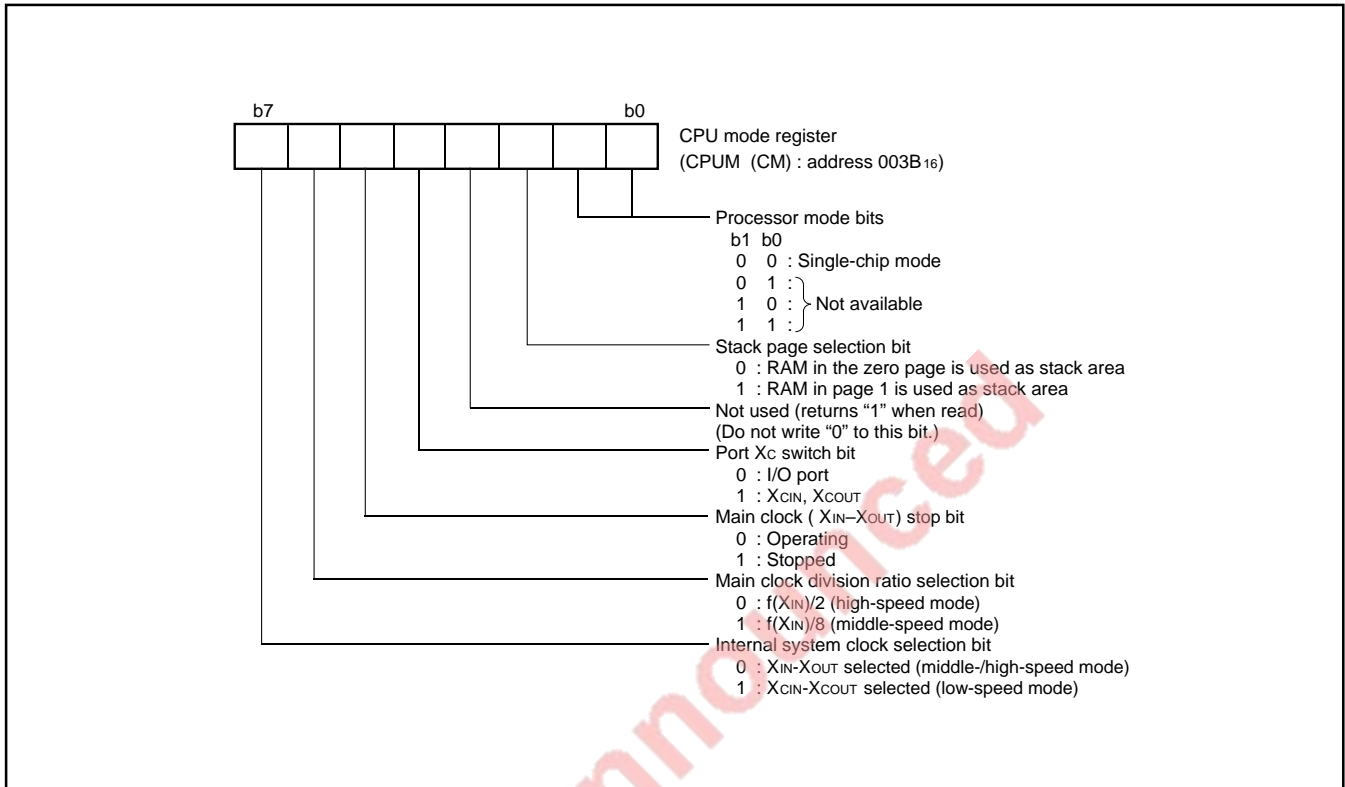 b7 b0
CPU mode register
(CPUM (CM) : address 003B16)
Processor mode bits
b1 b0
0 0 : Single-chip mode
0 1 :
1 0 : Not available
1 1 :
Stack page selection bit
0 : RAM in the zero page is used as stack area
1 : RAM in page 1 is used as stack area
Not used (returns “1” when read)
(Do not write “0” to this bit.)
Port XC switch bit
0 : I/O port
1 : XCIN, XCOUT
Main clock ( XIN–XOUT) stop bit
0 : Operating
1 : Stopped
Main clock division ratio selection bit
0 : f(XIN)/2 (high-speed mode)
1 : f(XIN)/8 (middle-speed mode)
Internal system clock selection bit
0 : XIN-XOUT selected (middle-/high-speed mode)
1 : XCIN-XCOUT selected (low-speed mode)
nnounced